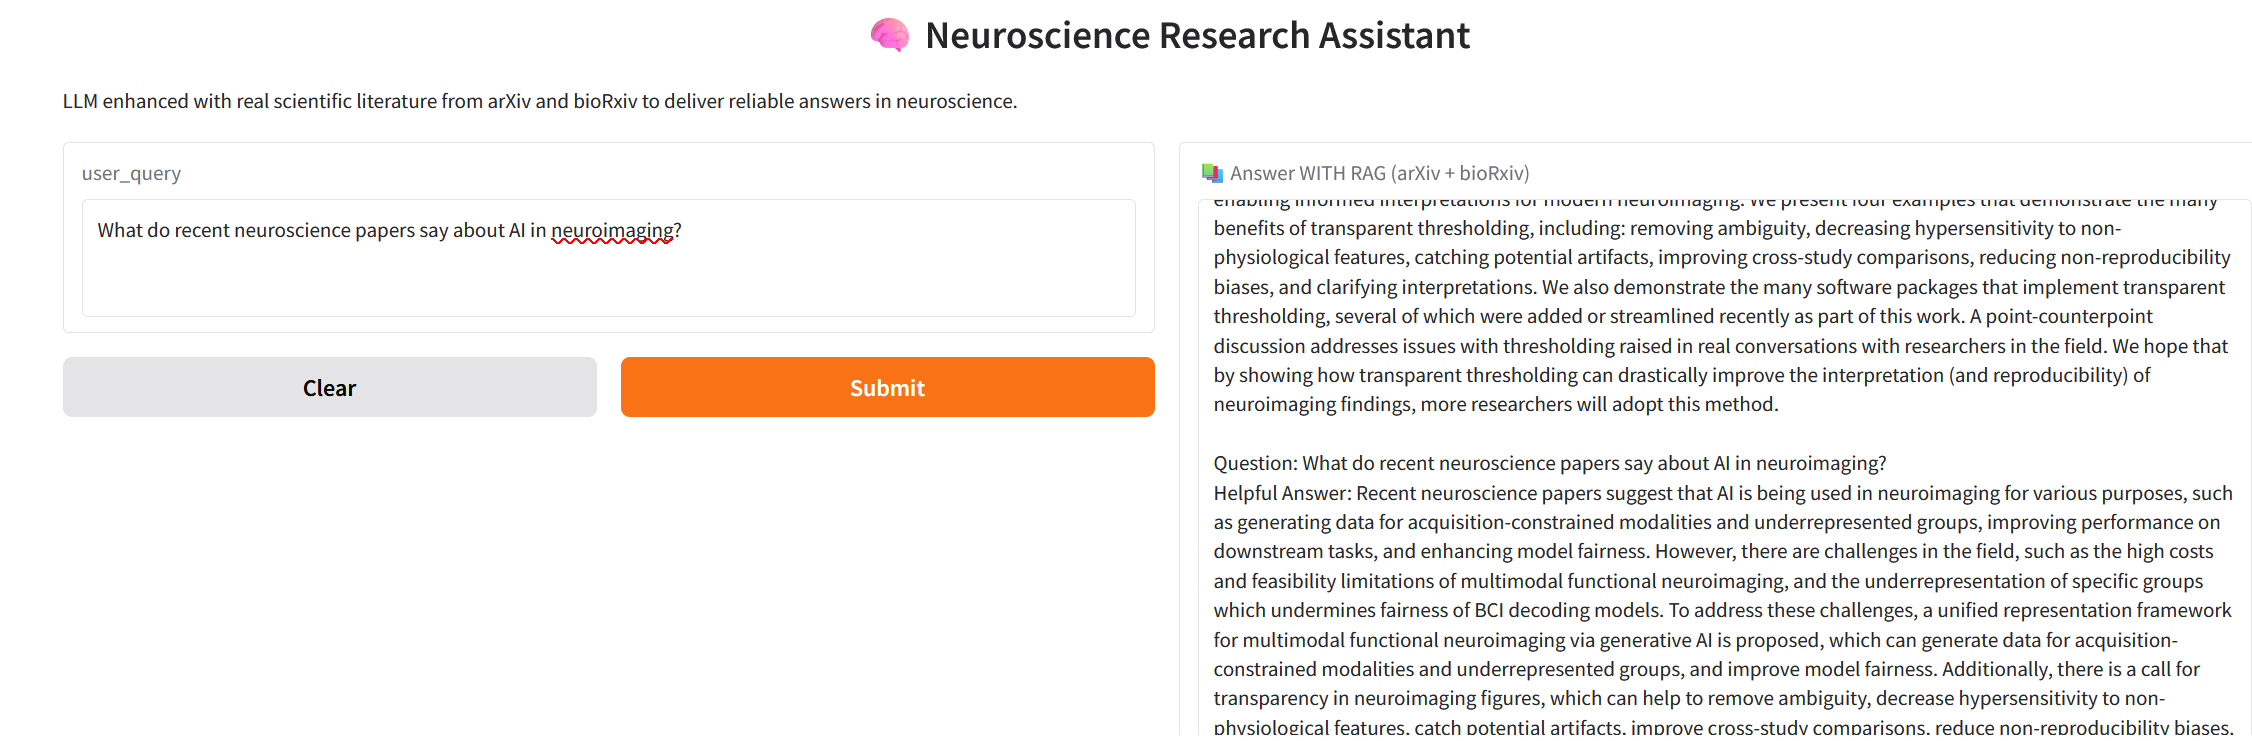 Neuroscience Research Assistant
LLM enhanced with real scientific literature from arXiv and bioRxiv to deliver reliable answers in neuroscience.
user_query
What do recent neuroscience papers say about AI in neuroimaging?
Clear
Submit
Answer WITH RAG (arXiv + bioRxiv)
enabling informed interpretations for modern neuroimaging. We present four examples that demonstrate the many
benefits of transparent thresholding, including: removing ambiguity, decreasing hypersensitivity to non-
physiological features, catching potential artifacts, improving cross-study comparisons, reducing non-reproducibility
biases, and clarifying interpretations. We also demonstrate the many software packages that implement transparent
thresholding, several of which were added or streamlined recently as part of this work. A point-counterpoint
discussion addresses issues with thresholding raised in real conversations with researchers in the field. We hope that
by showing how transparent thresholding can drastically improve the interpretation (and reproducibility) of
neuroimaging findings, more researchers will adopt this method.
Question: What do recent neuroscience papers say about AI in neuroimaging?
Helpful Answer: Recent neuroscience papers suggest that AI is being used in neuroimaging for various purposes, such
as generating data for acquisition-constrained modalities and underrepresented groups, improving performance on
downstream tasks, and enhancing model fairness. However, there are challenges in the field, such as the high costs
and feasibility limitations of multimodal functional neuroimaging, and the underrepresentation of specific groups
which undermines fairness of BCI decoding models. To address these challenges, a unified representation framework
for multimodal functional neuroimaging via generative AI is proposed, which can generate data for acquisition-
constrained modalities and underrepresented groups, and improve model fairness. Additionally, there is a call for
transparency in neuroimaging figures, which can help to remove ambiguity, decrease hypersensitivity to non-
physiological features, catch potential artifacts, improve cross-study comparisons, reduce non-reproducibility biases,